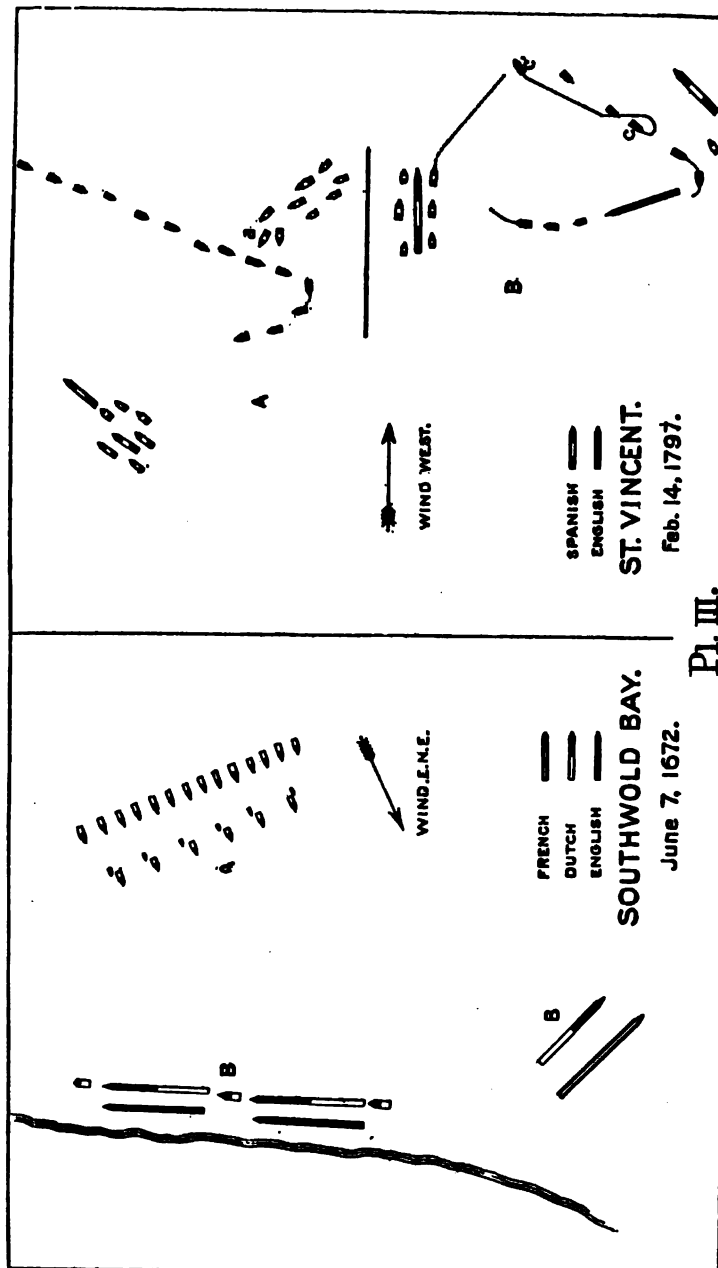 A
a
B
C
C
WIND WEST.
SPANISH
ENGLISH
ST. VINCENT.
Feb. 14, 1797.
A
B
B
WIND.E.N.E.
FRENCH
DUTCH
ENGLISH
SOUTHWOLD BAY.
June 7, 1672.
Pl. III.